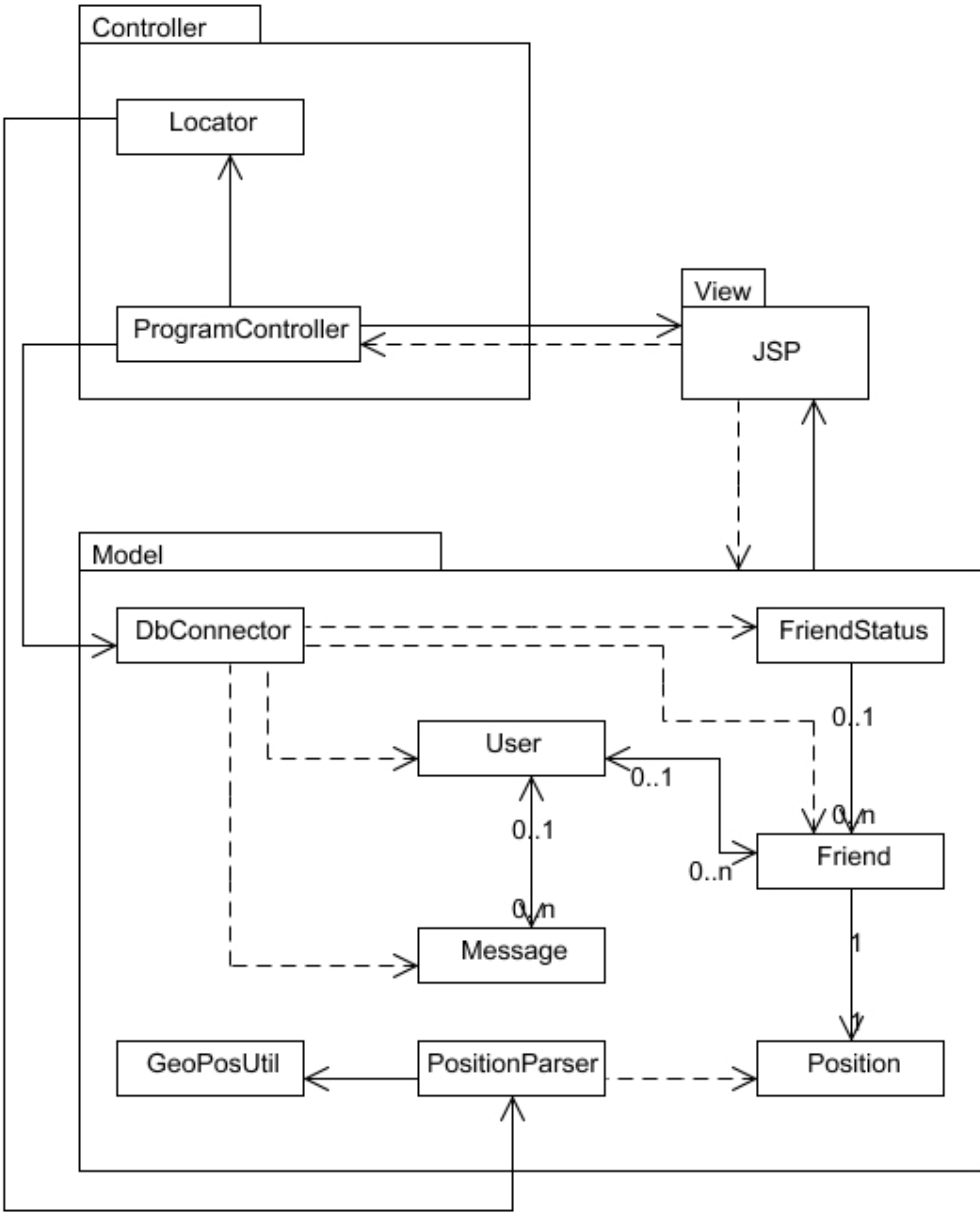 Controller
Locator
ProgramController
View
JSP
Model
DbConnector
FriendStatus
0..1
User
0..1
0..1
0..n
Friend
0..n
0..n
Message
1
1
GeoPosUtil
PositionParser
Position